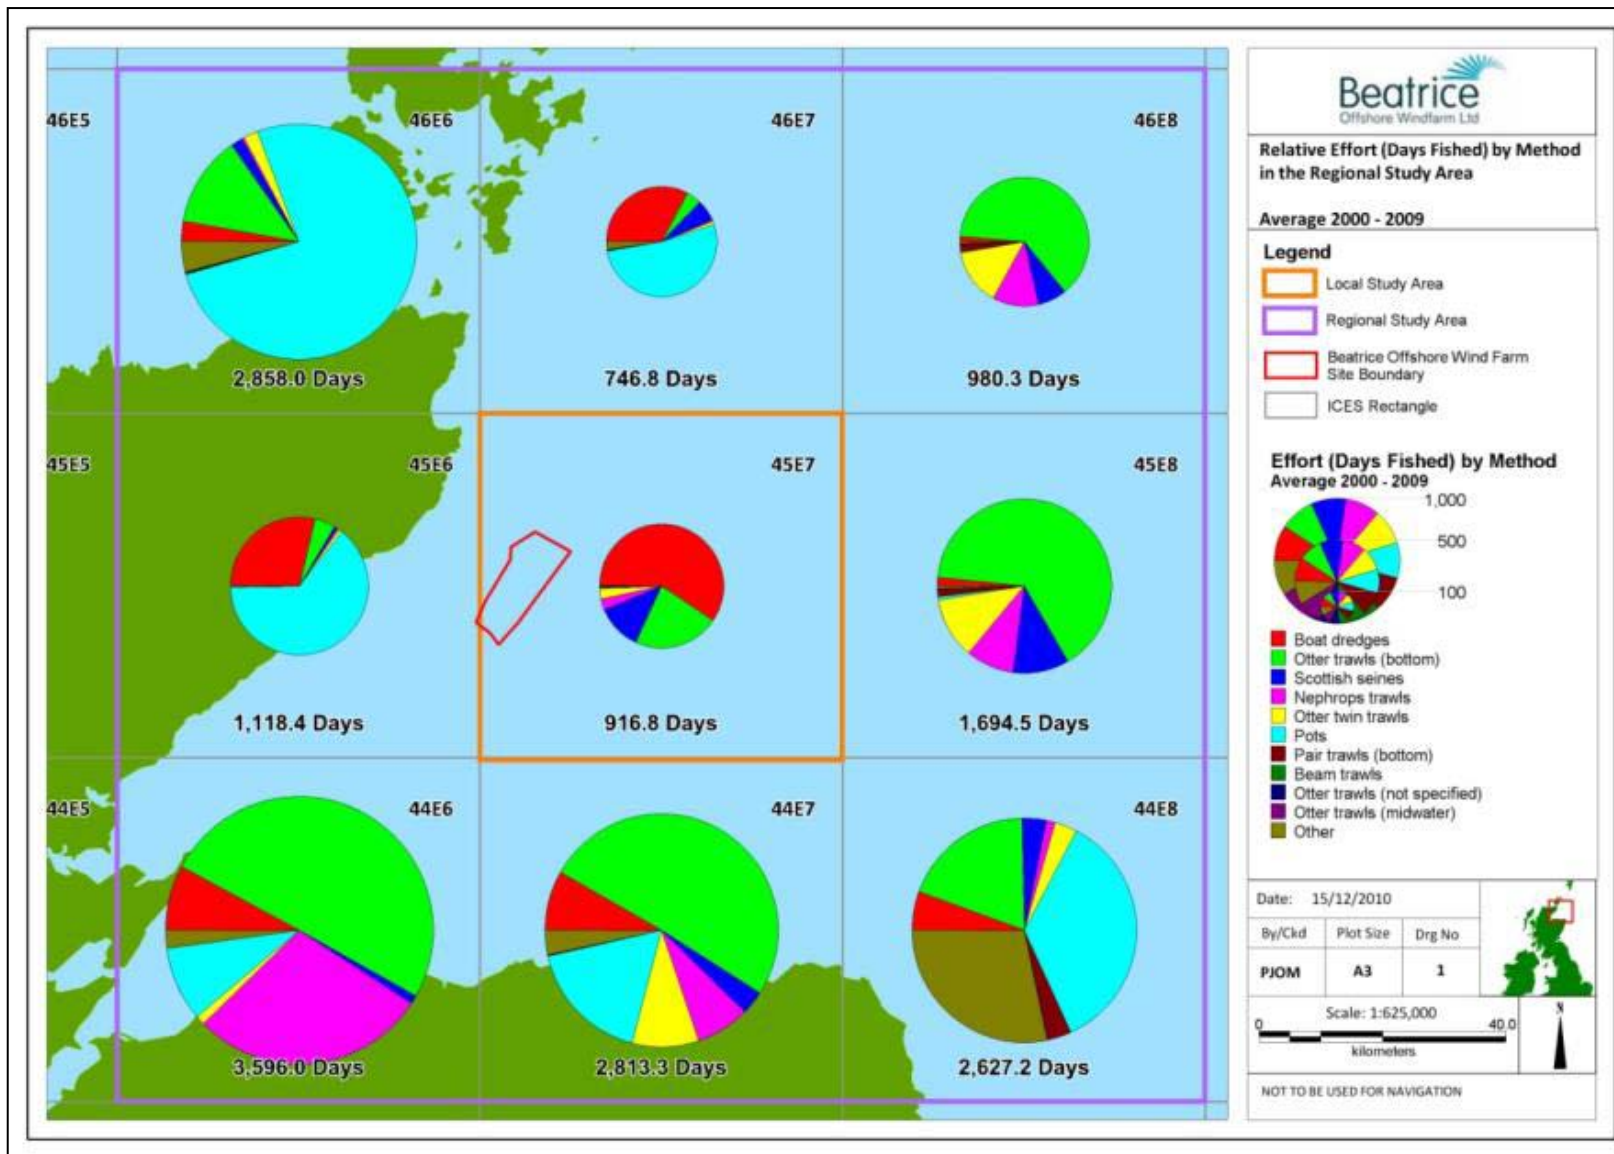 46E5
46E6
46E7
46E8
2,858.0 Days
746.8 Days
980.3 Days
45E5
45E6
45E7
45E8
1,118.4 Days
916.8 Days
1,694.5 Days
44E5
44E6
44E7
44E8
3,596.0 Days
2,813.3 Days
2,627.2 Days
Beatrice
Offshore Windfarm Ltd
Relative Effort (Days Fished) by Method
in the Regional Study Area
Average 2000 - 2009
Legend
Local Study Area
Regional Study Area
Beatrice Offshore Wind Farm
Site Boundary
ICES Rectangle
Effort (Days Fished) by Method
Average 2000 - 2009
1,000
500
100
Boat dredges
Otter trawls (bottom)
Scottish seines
Nephrops trawls
Otter twin trawls
Pots
Pair trawls (bottom)
Beam trawls
Otter trawls (not specified)
Otter trawls (midwater)
Other
Date: 15/12/2010
By/Ckd Plot Size Drg No
PJOM A3 1
Scale: 1:625,000
0 40.0
kilometers
N
NOT TO BE USED FOR NAVIGATION